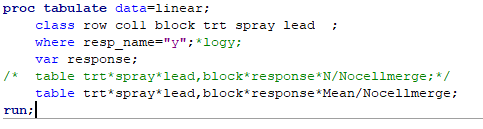 proc tabulate data=linear;
    class row coll block trt spray lead  ;
    where resp_name="y";*logy;
    var response;
/*  table trt*spray*lead,block*response*N/Nocellmerge;*/
    table trt*spray*lead,block*response*Mean/Nocellmerge;
run;